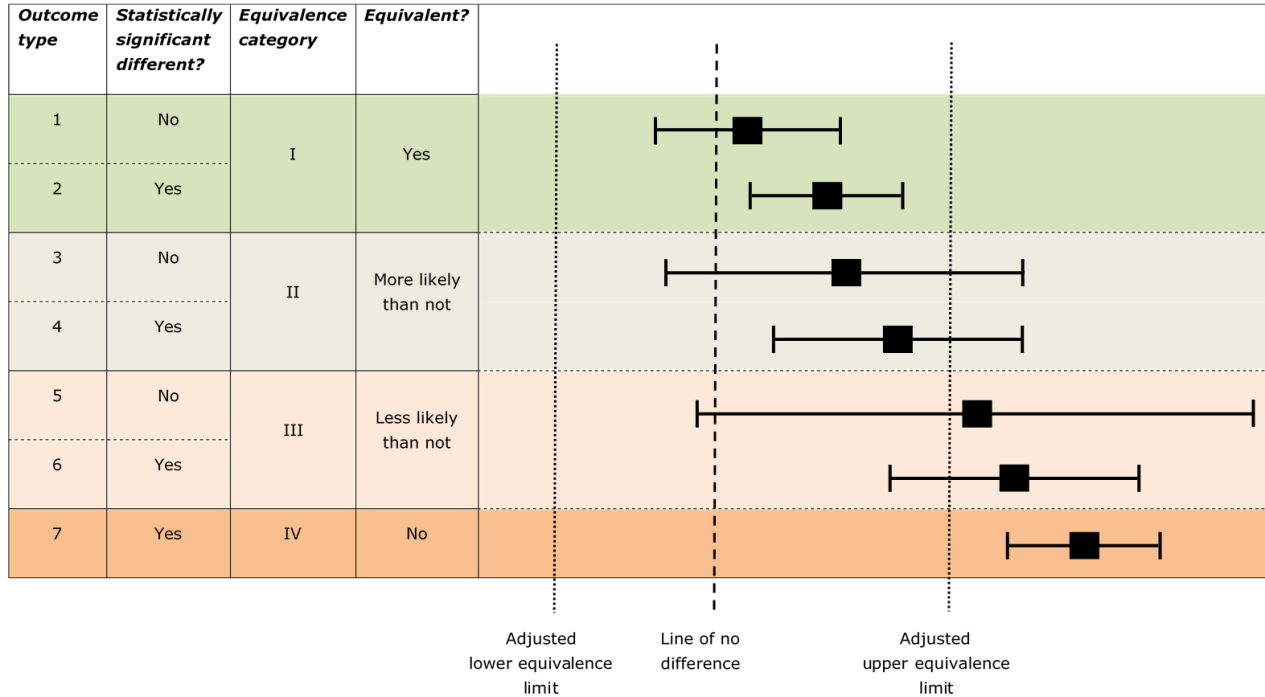 Outcome type
Statistically significant different?
Equivalence category
Equivalent?
1
No
I
Yes
2
Yes
3
No
II
More likely than not
4
Yes
5
No
III
Less likely than not
6
Yes
7
Yes
IV
No
Adjusted lower equivalence limit
Line of no difference
Adjusted upper equivalence limit